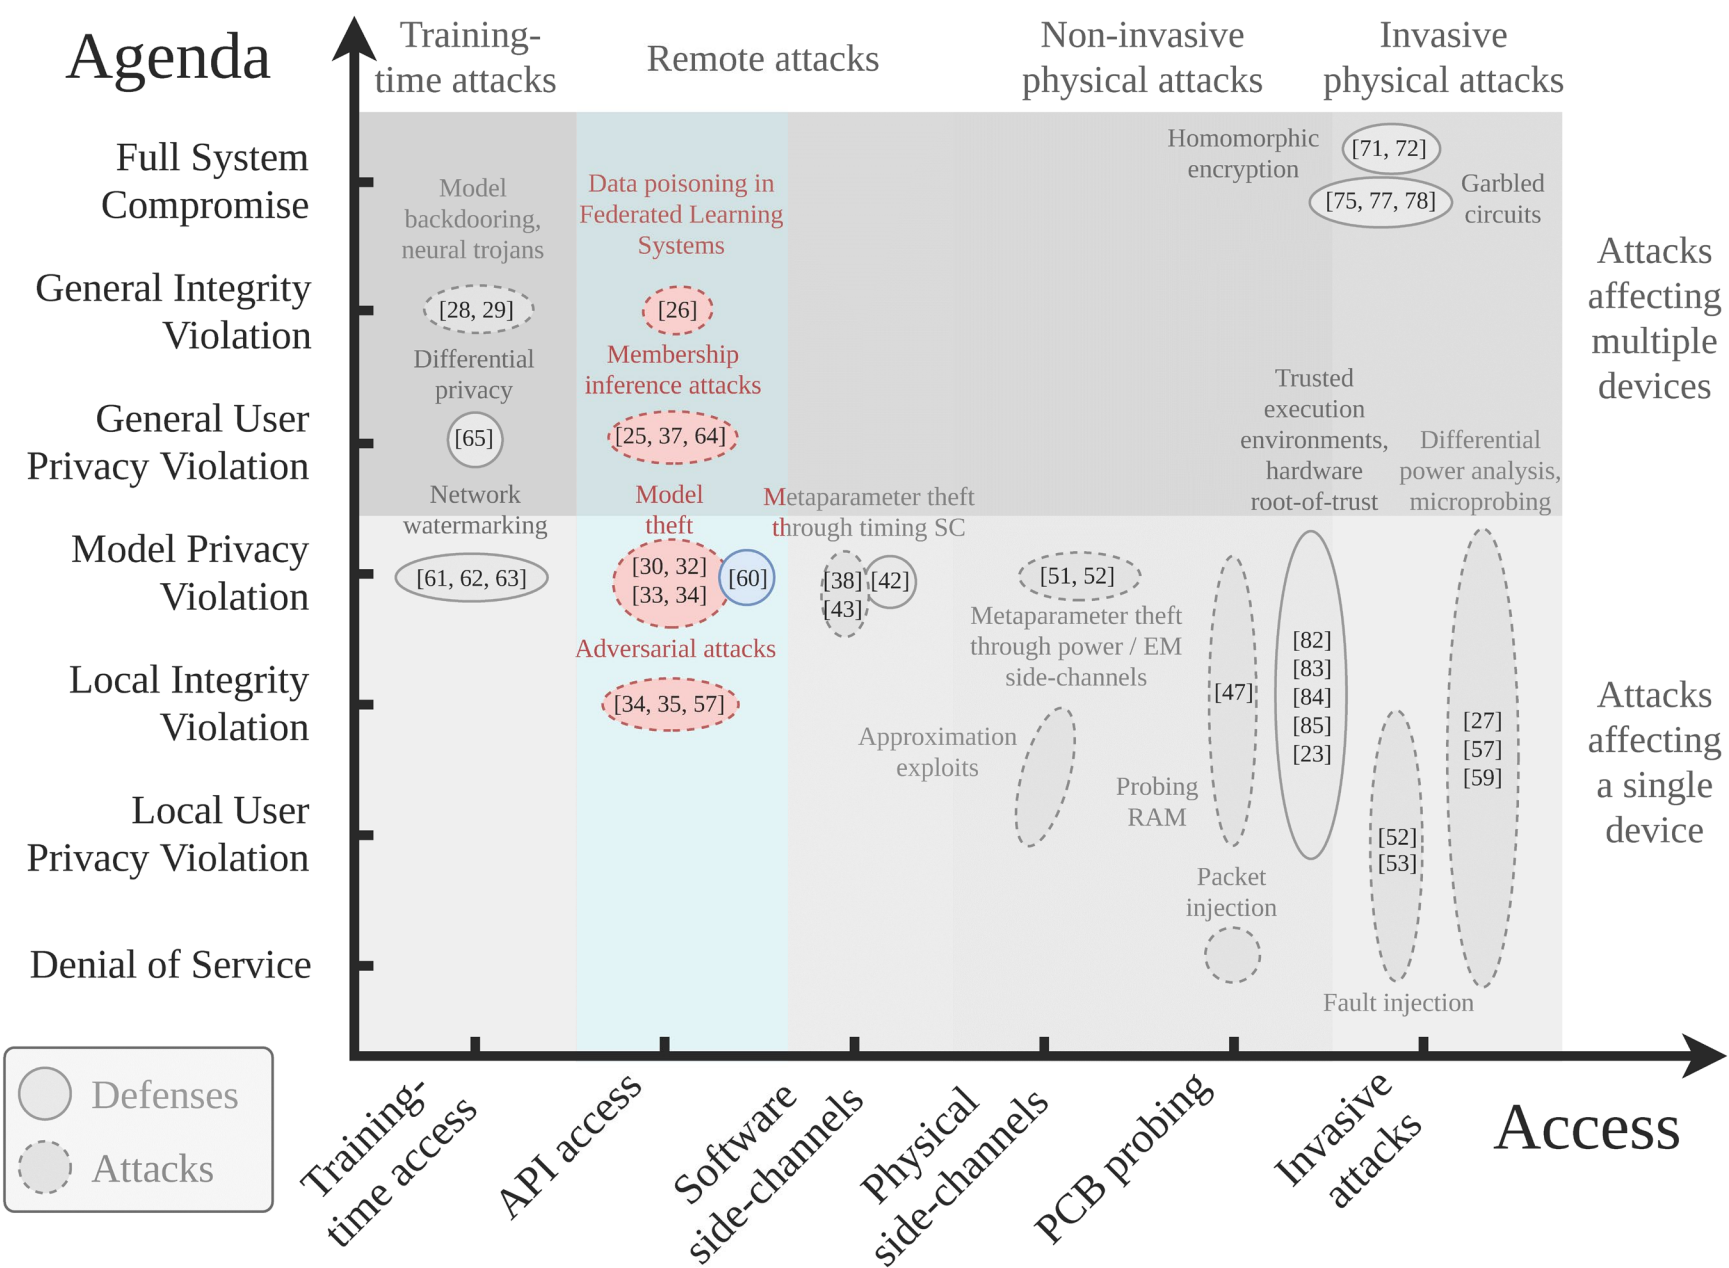 Agenda
Training-
time attacks
Remote attacks
Non-invasive
physical attacks
Invasive
physical attacks
Full System
Compromise
General Integrity
Violation
General User
Privacy Violation
Model Privacy
Violation
Local Integrity
Violation
Local User
Privacy Violation
Denial of Service
Model
backdooring,
neural trojans
[28, 29]
Differential
privacy
[65]
Network
watermarking
[61, 62, 63]
Data poisoning in
Federated Learning
Systems
[26]
Membership
inference attacks
[25, 37, 64]
Model
theft
[30, 32]
[33, 34]
[60]
Adversarial attacks
[34, 35, 57]
Metaparameter theft
through timing SC
[38]
[43]
[42]
[51, 52]
Metaparameter theft
through power / EM
side-channels
Approximation
exploits
Probing
RAM
[47]
Packet
injection
Homomorphic
encryption
[71, 72]
[75, 77, 78]
Garbled
circuits
Trusted
execution
environments,
hardware
root-of-trust
[82]
[83]
[84]
[85]
[23]
Differential
power analysis,
microprobing
[27]
[57]
[59]
[52]
[53]
Fault injection
Attacks
affecting
multiple
devices
Attacks
affecting
a single
device
Defenses
Attacks
Training-
time access
API access
Software
side-channels
Physical
side-channels
PCB probing
Invasive
attacks
Access